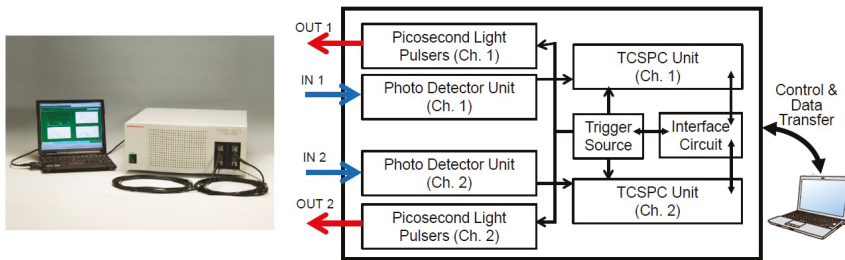 OUT 1
Picosecond Light
Pulsers (Ch. 1)
IN 1
Photo Detector Unit
(Ch. 1)
TCSPC Unit
(Ch. 1)
Trigger
Source
Interface
Circuit
Control &
Data
Transfer
IN 2
Photo Detector Unit
(Ch. 2)
TCSPC Unit
(Ch. 2)
OUT 2
Picosecond Light
Pulsers (Ch. 2)